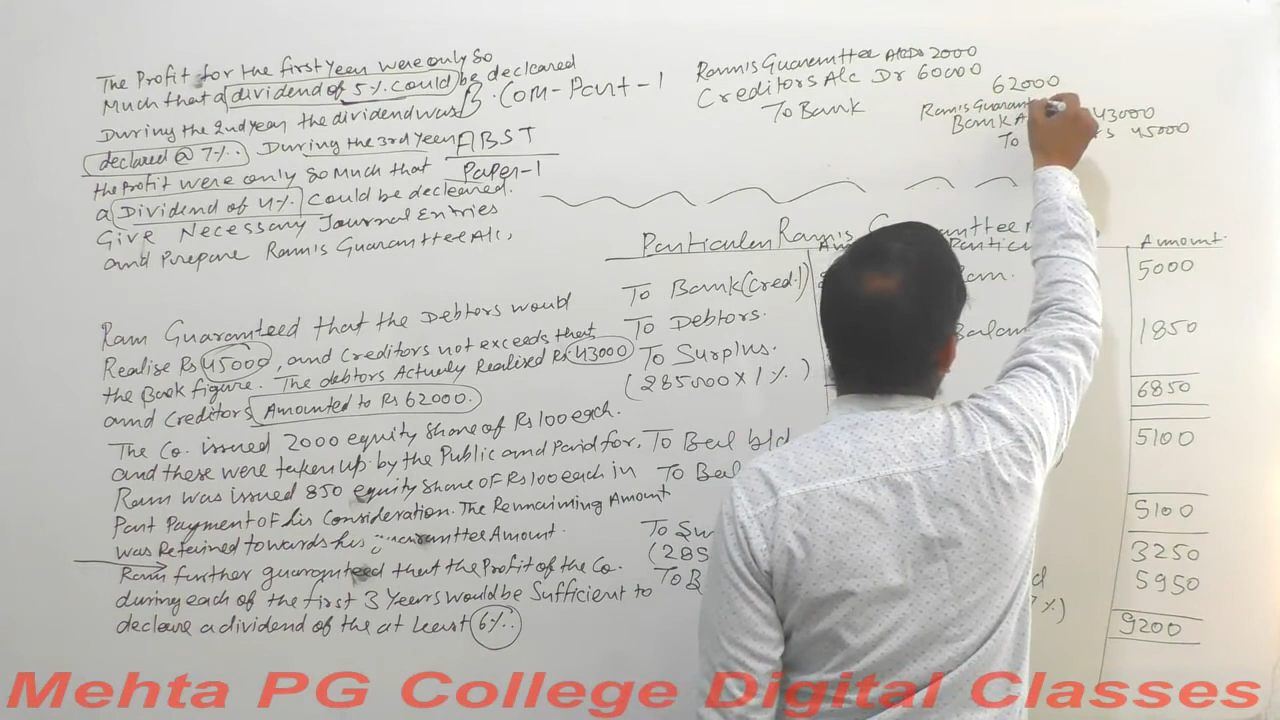 The Profit for the first year were only So
Much that a dividend of 5%. could be decleared
During the 2nd year the dividend was
declared @ 7%.. During the 3rd year
the Profit were only So Much that
a Dividend of 4%. Could be decleared.
Give Necessary Journal Entries
and Prepare Ram's Guaranttee A/c,
B.Com-Part-1
ABST
Paper-1
Ram's Guaranttee A/c Dr 2000
Creditors A/c Dr 60000
To Bank 62000
Ram's
Bank 43000
To 45000
Ram Guaranteed that the Debtors would
Realise Rs 45000, and Creditors not exceeds that
the Book figure. The debtors Actually Realised Rs 43000
and Creditors Amounted to Rs 62000.
The Co. issued 2000 equity Share of Rs 100 each.
and these were taken up by the Public and Paid for.
Ram was issued 850 equity Share of Rs 100 each in
Part Payment of his Consideration. The Remaining Amount
was Retained towards his guaranttee Amount.
Ram further guaranteed that the Profit of the Co.
during each of the first 3 Years would be Sufficient to
declare a dividend of the at Least 6%..
Particular Ram's
Amount
To Bank (Cred.)
To Debtors.
To Surplus.
(285000 X 1%)
To Bal b/d
To Bal
(285
5000
1850
6850
5100
5100
3250
5950
9200
Mehta PG College Digital Classes